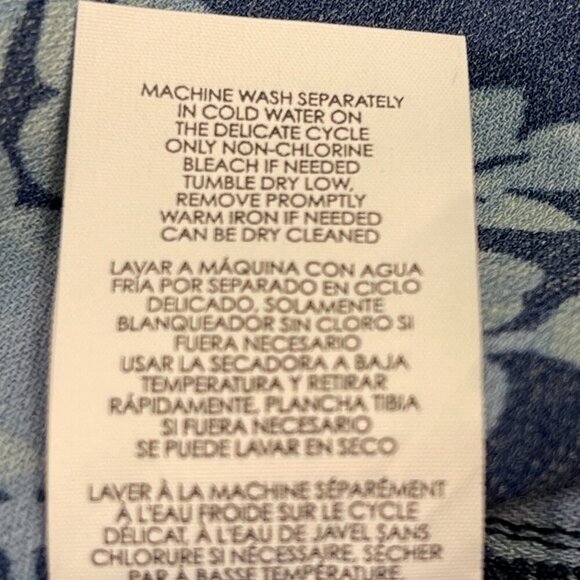 MACHINE WASH SEPARATELY
IN COLD WATER ON
THE DELICATE CYCLE
ONLY NON-CHLORINE
BLEACH IF NEEDED
TUMBLE DRY LOW,
REMOVE PROMPTLY
WARM IRON IF NEEDED
CAN BE DRY CLEANED
LAVAR A MÁQUINA CON AGUA
FRÍA POR SEPARADO EN CICLO
DELICADO, SOLAMENTE
BLANQUEADOR SIN CLORO SI
FUERA NECESARIO
USAR LA SECADORA A BAJA
TEMPERATURA Y RETIRAR
RÁPIDAMENTE, PLANCHA TIBIA
SI FUERA NECESARIO
SE PUEDE LAVAR EN SECO
LAVER À LA MACHINE SÉPARÉMENT
À L'EAU FROIDE SUR LE CYCLE
DÉLICAT, À L'EAU DE JAVEL SANS
CHLORURE SI NÉCESSAIRE, SÉCHER
PAR À BASSE TEMPÉRATURE